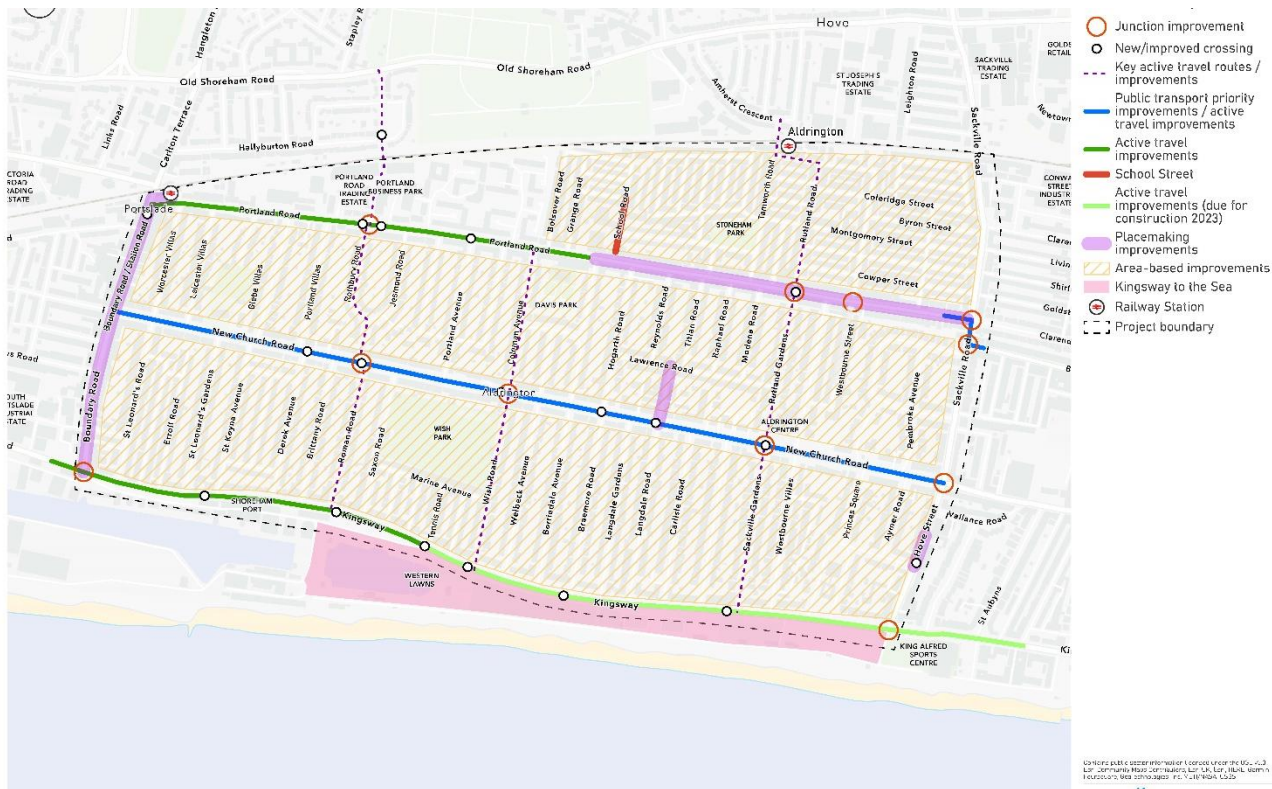 Hove
Hangleton Road
Stapley Road
Old Shoreham Road
Old Shoreham Road
Links Road
Carlton Terrace
Hallyburton Road
Amherst Crescent
ST JOSEPH'S
TRADING
ESTATE
Leighton Road
SACKVILLE
TRADING
ESTATE
Sackville Road
Aldrington
PORTLAND
ROAD
TRADING
ESTATE
PORTLAND
BUSINESS PARK
Portslade
Portland Road
Portland Road
Bolsover Road
Grange Road
School Road
STONEHAM
PARK
Tamworth Road
Rutland Road
Coleridge Street
Byron Street
Montgomery Street
Cowper Street
Boundary Road / Station Road
Worcester Villas
Leicester Villas
Glebe Villas
Portland Villas
Rothbury Road
Jesmond Road
Portland Avenue
Coleman Avenue
DAVIS PARK
Hogarth Road
Reynolds Road
Titian Road
Raphael Road
Modena Road
Rutland Gardens
Westbourne Street
Pembroke Avenue
Sackville Road
Lawrence Road
New Church Road
Aldrington
ALDRINGTON
CENTRE
New Church Road
Boundary Road
St Leonard's Road
Erroll Road
St Leonard's Gardens
St Keyna Avenue
Derek Avenue
Brittany Road
Roman Road
Saxon Road
WISH
PARK
Marine Avenue
Tennis Road
Wish Road
Welbeck Avenue
Berriedale Avenue
Braemore Road
Langdale Gardens
Langdale Road
Carlisle Road
Sackville Gardens
Westbourne Villas
Princes Square
Aymer Road
Hove Street
Vallance Road
St Aubyns
SHOREHAM
PORT
Kingsway
WESTERN
LAWNS
Kingsway
KING ALFRED
SPORTS
CENTRE
Junction improvement
New/improved crossing
Key active travel routes /
improvements
Public transport priority
improvements / active
travel improvements
Active travel
improvements
School Street
Active travel
improvements (due for
construction 2023)
Placemaking
improvements
Area-based improvements
Kingsway to the Sea
Railway Station
Project boundary